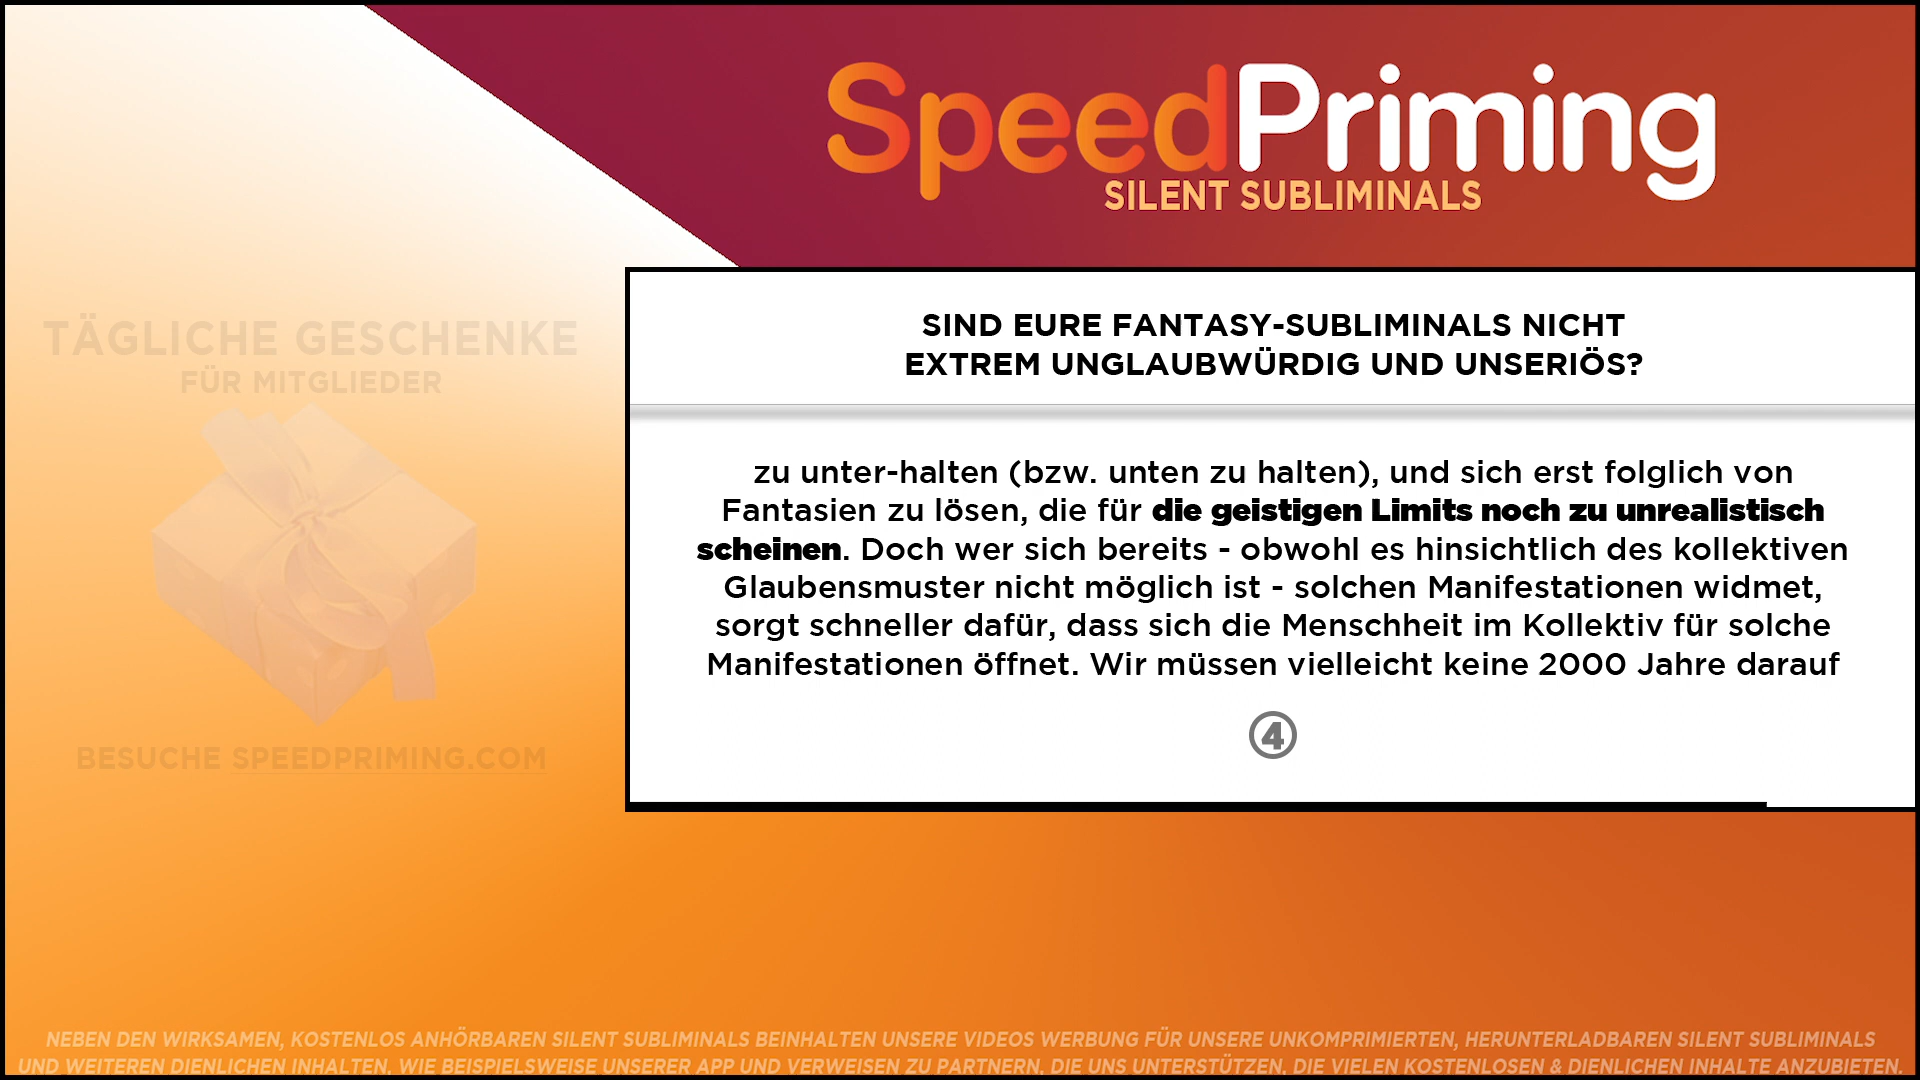 SpeedPriming
SILENT SUBLIMINALS
TÄGLICHE GESCHENKE
FÜR MITGLIEDER
BESUCHE SPEEDPRIMING.COM
SIND EURE FANTASY-SUBLIMINALS NICHT
EXTREM UNGLAUBWÜRDIG UND UNSERIÖS?
zu unter-halten (bzw. unten zu halten), und sich erst folglich von
Fantasien zu lösen, die für die geistigen Limits noch zu unrealistisch
scheinen. Doch wer sich bereits - obwohl es hinsichtlich des kollektiven
Glaubensmuster nicht möglich ist - solchen Manifestationen widmet,
sorgt schneller dafür, dass sich die Menschheit im Kollektiv für solche
Manifestationen öffnet. Wir müssen vielleicht keine 2000 Jahre darauf
4
NEBEN DEN WIRKSAMEN, KOSTENLOS ANHÖRBAREN SILENT SUBLIMINALS BEINHALTEN UNSERE VIDEOS WERBUNG FÜR UNSERE UNKOMPRIMIERTEN, HERUNTERLADBAREN SILENT SUBLIMINALS
UND WEITEREN DIENLICHEN INHALTEN, WIE BEISPIELSWEISE UNSERER APP UND VERWEISEN ZU PARTNERN, DIE UNS UNTERSTÜTZEN, DIE VIELEN KOSTENLOSEN & DIENLICHEN INHALTE ANZUBIETEN.